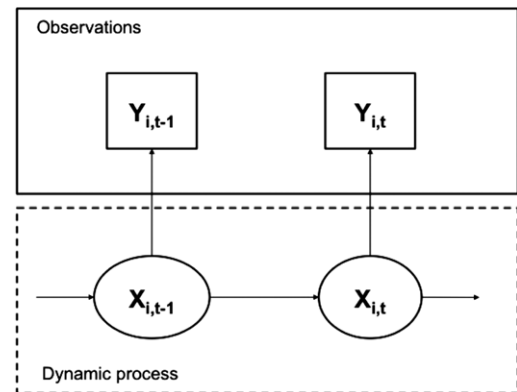 Observations
Y_{i,t-1} Y_{i,t}
X_{i,t-1} X_{i,t}
Dynamic process